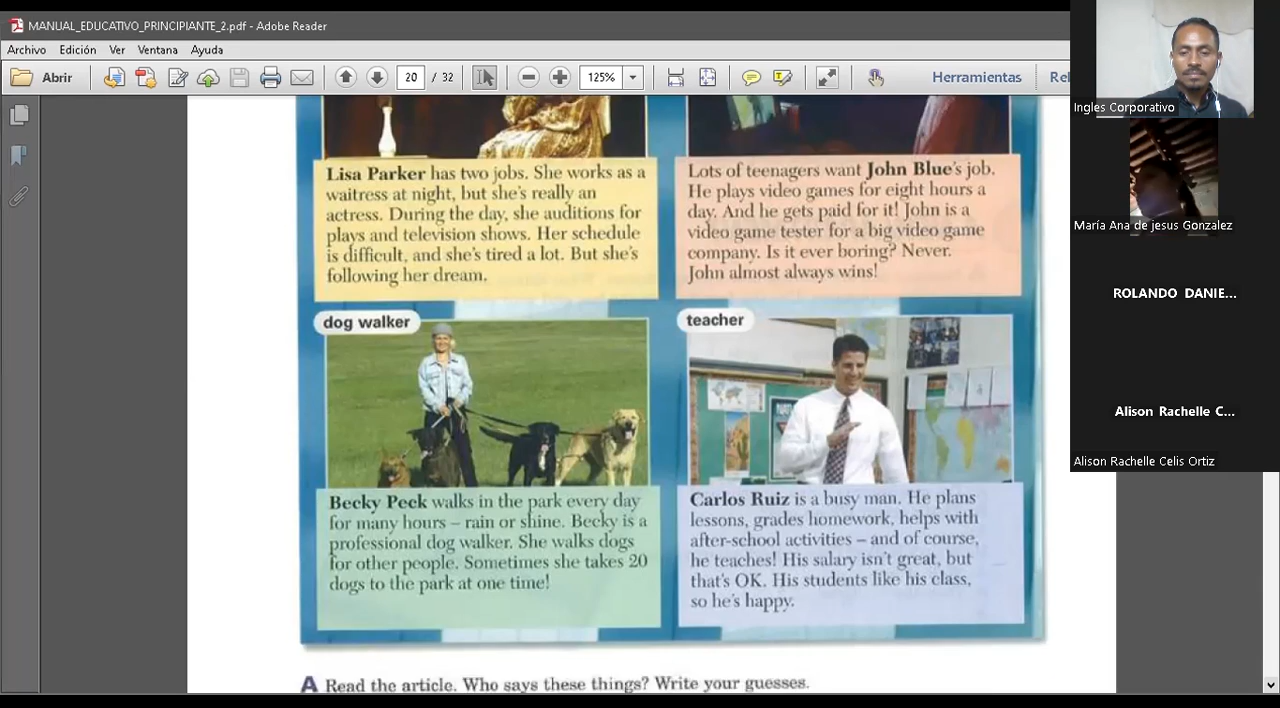 MANUAL_EDUCATIVO_PRINCIPIANTE_2.pdf - Adobe Reader
Archivo Edición Ver Ventana Ayuda
Abrir 20 / 32 125% Herramientas
Lisa Parker has two jobs. She works as a
waitress at night, but she's really an
actress. During the day, she auditions for
plays and television shows. Her schedule
is difficult, and she's tired a lot. But she's
following her dream.
Lots of teenagers want John Blue's job.
He plays video games for eight hours a
day. And he gets paid for it! John is a
video game tester for a big video game
company. Is it ever boring? Never.
John almost always wins!
dog walker
Becky Peck walks in the park every day
for many hours – rain or shine. Becky is a
professional dog walker. She walks dogs
for other people. Sometimes she takes 20
dogs to the park at one time!
teacher
Carlos Ruiz is a busy man. He plans
lessons, grades homework, helps with
after-school activities – and of course,
he teaches! His salary isn't great, but
that's OK. His students like his class,
so he's happy.
A Read the article. Who says these things? Write your guesses.
Ingles Corporativo
María Ana de jesus Gonzalez
ROLANDO DANIE...
Alison Rachelle C...
Alison Rachelle Celis Ortiz